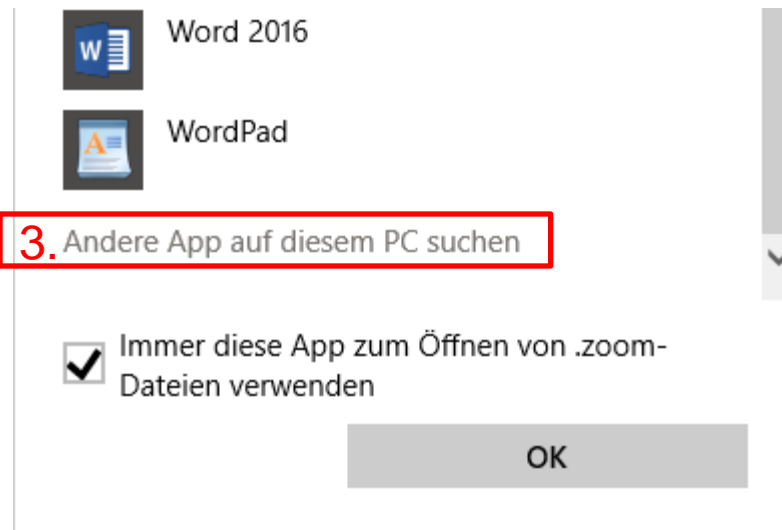 Word 2016
WordPad
3. Andere App auf diesem PC suchen
Immer diese App zum Öffnen von .zoom-
Dateien verwenden
OK